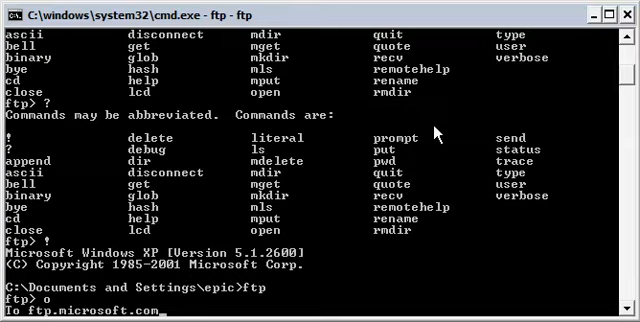 C:\windows\system32\cmd.exe - ftp - ftp
ascii disconnect mdir quit type
bell get mget quote user
binary glob mkdir recv verbose
bye hash mls remotehelp
cd help mput rename
close lcd open rmdir
ftp> ?
Commands may be abbreviated.  Commands are:
! delete literal prompt send
? debug ls put status
append dir mdelete pwd trace
ascii disconnect mdir quit type
bell get mget quote user
binary glob mkdir recv verbose
bye hash mls remotehelp
cd help mput rename
close lcd open rmdir
ftp> !
Microsoft Windows XP [Version 5.1.2600]
(C) Copyright 1985-2001 Microsoft Corp.
C:\Documents and Settings\epic>ftp
ftp> o
To ftp.microsoft.com_